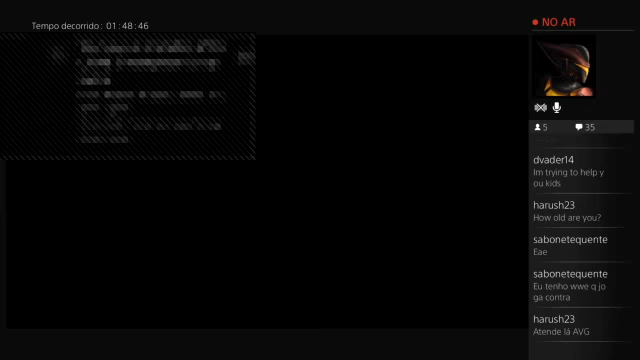 Tempo decorrido: 01:48:46
NO AR
5
35
dvader14
Im trying to help y
ou kids
harush23
How old are you?
sabonetequente
Eae
sabonetequente
Eu tenho wwe q jo
ga contra
harush23
Atende lá AVG